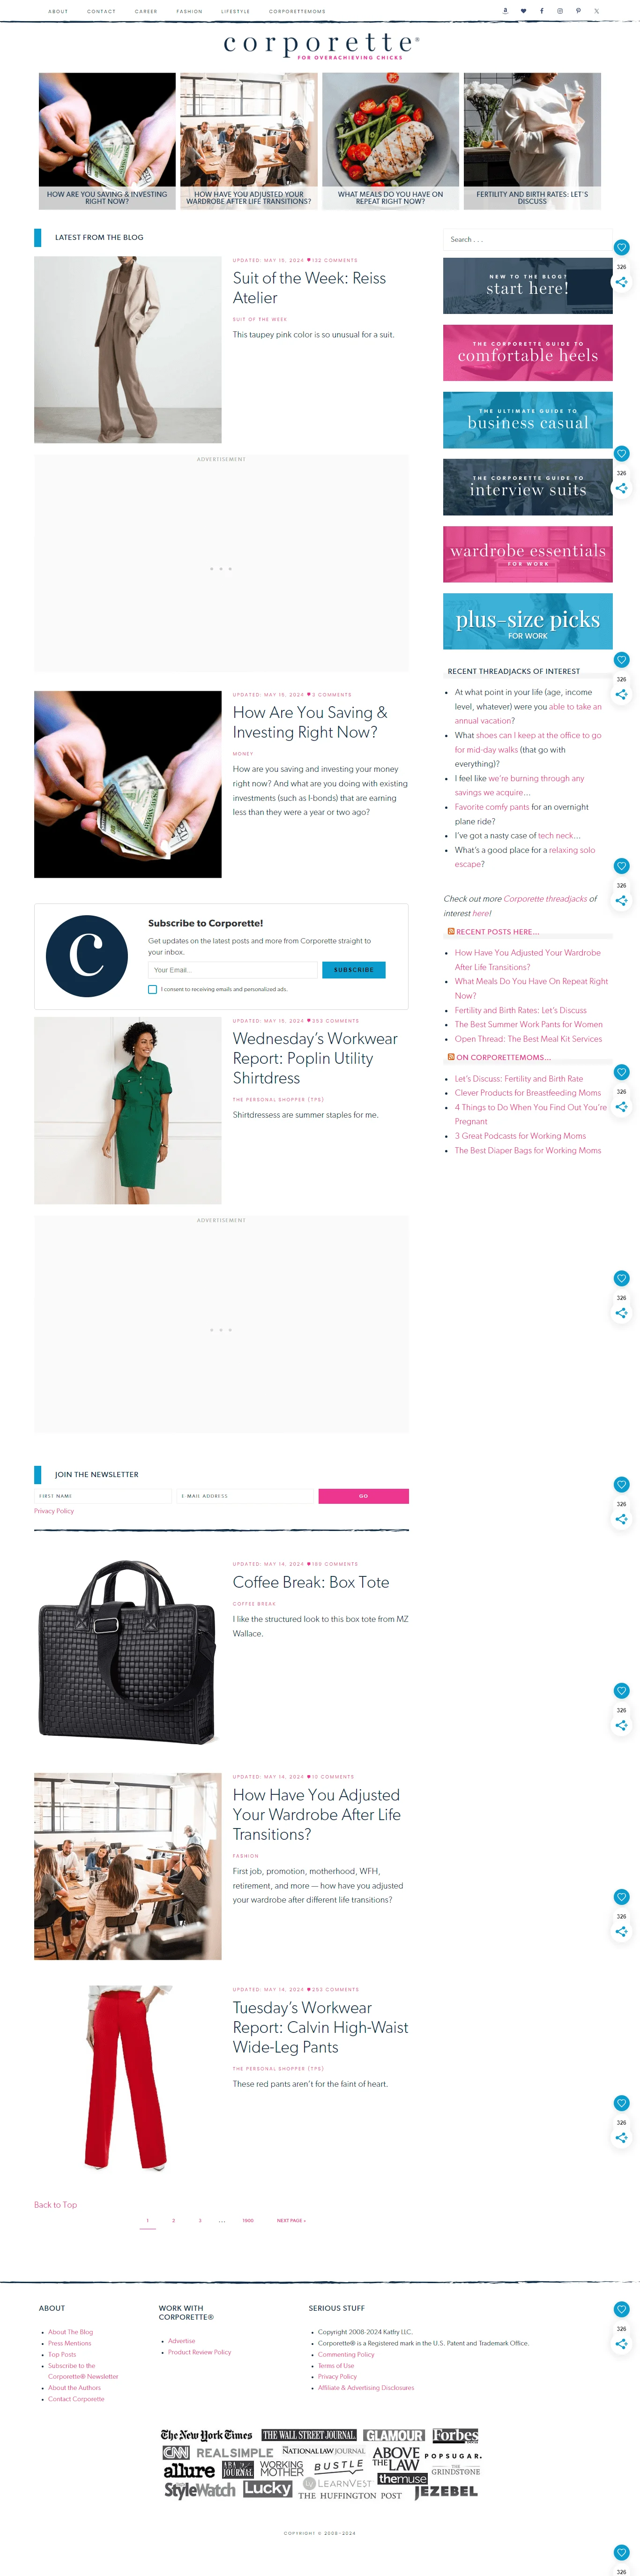 ABOUT CONTACT CAREER FASHION LIFESTYLE CORPORETTEMOMS
corporette®
FOR OVERACHIEVING CHICKS
HOW ARE YOU SAVING & INVESTING
RIGHT NOW?
HOW HAVE YOU ADJUSTED YOUR
WARDROBE AFTER LIFE TRANSITIONS?
WHAT MEALS DO YOU HAVE ON
REPEAT RIGHT NOW?
FERTILITY AND BIRTH RATES: LET'S
DISCUSS
LATEST FROM THE BLOG
UPDATED: MAY 15, 2024 132 COMMENTS
Suit of the Week: Reiss
Atelier
SUIT OF THE WEEK
This taupey pink color is so unusual for a suit.
ADVERTISEMENT
UPDATED: MAY 15, 2024 3 COMMENTS
How Are You Saving &
Investing Right Now?
MONEY
How are you saving and investing your money
right now? And what are you doing with existing
investments (such as I-bonds) that are earning
less than they were a year or two ago?
C
Subscribe to Corporette!
Get updates on the latest posts and more from Corporette straight to
your inbox.
Your Email...
SUBSCRIBE
I consent to receiving emails and personalized ads.
UPDATED: MAY 15, 2024 353 COMMENTS
Wednesday's Workwear
Report: Poplin Utility
Shirtdress
THE PERSONAL SHOPPER (TPS)
Shirtdressess are summer staples for me.
ADVERTISEMENT
JOIN THE NEWSLETTER
FIRST NAME
E-MAIL ADDRESS
GO
Privacy Policy
UPDATED: MAY 14, 2024 165 COMMENTS
Coffee Break: Box Tote
COFFEE BREAK
I like the structured look to this box tote from MZ
Wallace.
UPDATED: MAY 14, 2024 10 COMMENTS
How Have You Adjusted
Your Wardrobe After Life
Transitions?
FASHION
First job, promotion, motherhood, WFH,
retirement, and more — how have you adjusted
your wardrobe after different life transitions?
UPDATED: MAY 14, 2024 252 COMMENTS
Tuesday's Workwear
Report: Calvin High-Waist
Wide-Leg Pants
THE PERSONAL SHOPPER (TPS)
These red pants aren't for the faint of heart.
Back to Top
1 2 3 … 1900 NEXT PAGE »
Search . . .
NEW TO THE BLOG?
start here!
THE CORPORETTE GUIDE TO
comfortable heels
THE ULTIMATE GUIDE TO
business casual
THE CORPORETTE GUIDE TO
interview suits
wardrobe essentials
FOR WORK
plus-size picks
FOR WORK
RECENT THREADJACKS OF INTEREST
At what point in your life (age, income
level, whatever) were you able to take an
annual vacation?
What shoes can I keep at the office to go
for mid-day walks (that go with
everything)?
I feel like we're burning through any
savings we acquire…
Favorite comfy pants for an overnight
plane ride?
I've got a nasty case of tech neck…
What's a good place for a relaxing solo
escape?
Check out more Corporette threadjacks of
interest here!
RECENT POSTS HERE…
How Have You Adjusted Your Wardrobe
After Life Transitions?
What Meals Do You Have On Repeat Right
Now?
Fertility and Birth Rates: Let's Discuss
The Best Summer Work Pants for Women
Open Thread: The Best Meal Kit Services
ON CORPORETTEMOMS…
Let's Discuss: Fertility and Birth Rate
Clever Products for Breastfeeding Moms
4 Things to Do When You Find Out You're
Pregnant
3 Great Podcasts for Working Moms
The Best Diaper Bags for Working Moms
326
326
326
326
326
326
326
326
326
326
326
326
ABOUT
About The Blog
Press Mentions
Top Posts
Subscribe to the
Corporette® Newsletter
About the Authors
Contact Corporette
WORK WITH
CORPORETTE®
Advertise
Product Review Policy
SERIOUS STUFF
Copyright 2008-2024 Katfry LLC.
Corporette® is a Registered mark in the U.S. Patent and Trademark Office.
Commenting Policy
Terms of Use
Privacy Policy
Affiliate & Advertising Disclosures
The New York Times THE WALL STREET JOURNAL GLAMOUR Forbes
CNN REALSIMPLE NATIONAL LAW JOURNAL ABOVE THE LAW POPSUGAR.
allure ABA JOURNAL WORKING MOTHER BUSTLE THE GRINDSTONE
StyleWatch Lucky LEARNVEST themuse
THE HUFFINGTON POST JEZEBEL
COPYRIGHT © 2008–2024